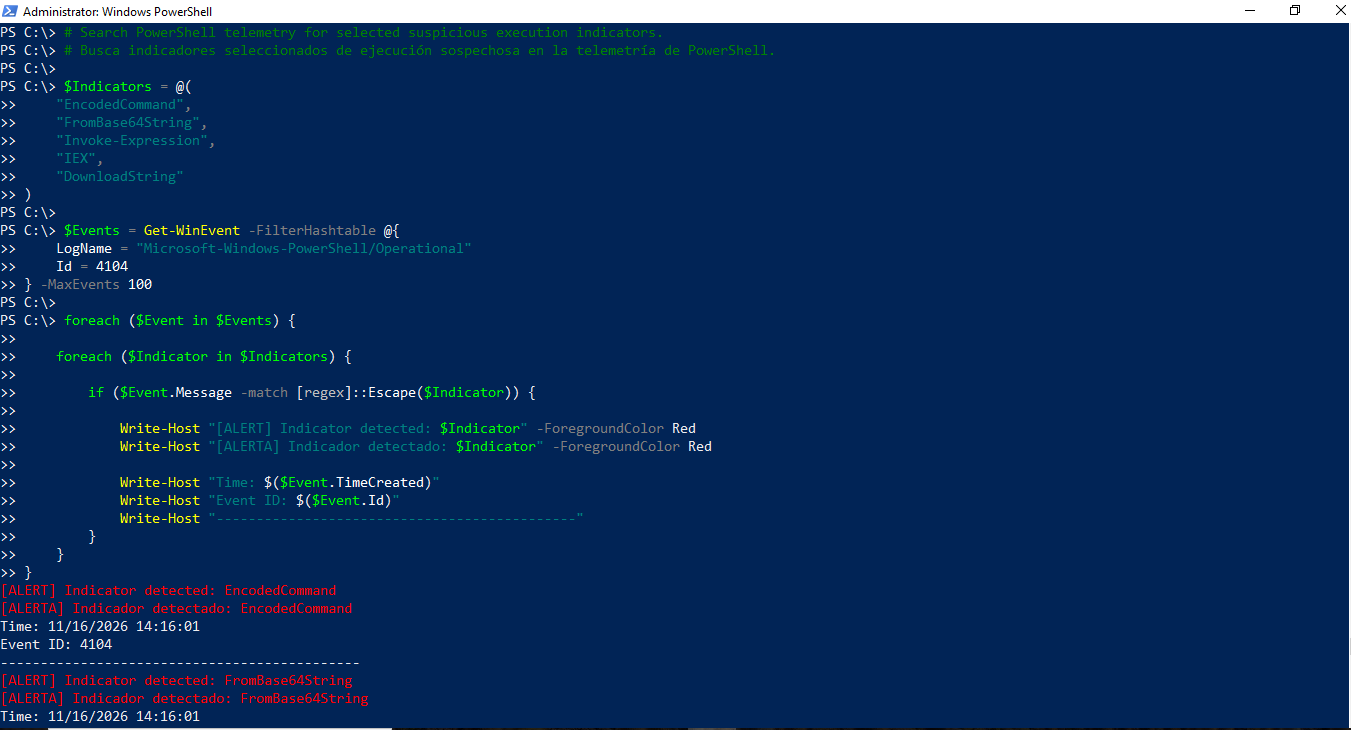 Administrator: Windows PowerShell
PS C:\> # Search PowerShell telemetry for selected suspicious execution indicators.
PS C:\> # Busca indicadores seleccionados de ejecución sospechosa en la telemetría de PowerShell.
PS C:\>
PS C:\> $Indicators = @(
>>     "EncodedCommand",
>>     "FromBase64String",
>>     "Invoke-Expression",
>>     "IEX",
>>     "DownloadString"
>> )
PS C:\>
PS C:\> $Events = Get-WinEvent -FilterHashtable @{
>>     LogName = "Microsoft-Windows-PowerShell/Operational"
>>     Id = 4104
>> } -MaxEvents 100
PS C:\>
PS C:\> foreach ($Event in $Events) {
>>
>>     foreach ($Indicator in $Indicators) {
>>
>>         if ($Event.Message -match [regex]::Escape($Indicator)) {
>>
>>             Write-Host "[ALERT] Indicator detected: $Indicator" -ForegroundColor Red
>>             Write-Host "[ALERTA] Indicador detectado: $Indicator" -ForegroundColor Red
>>
>>             Write-Host "Time: $($Event.TimeCreated)"
>>             Write-Host "Event ID: $($Event.Id)"
>>             Write-Host "---------------------------------------------"
>>         }
>>     }
>> }
[ALERT] Indicator detected: EncodedCommand
[ALERTA] Indicador detectado: EncodedCommand
Time: 11/16/2026 14:16:01
Event ID: 4104
---------------------------------------------
[ALERT] Indicator detected: FromBase64String
[ALERTA] Indicador detectado: FromBase64String
Time: 11/16/2026 14:16:01